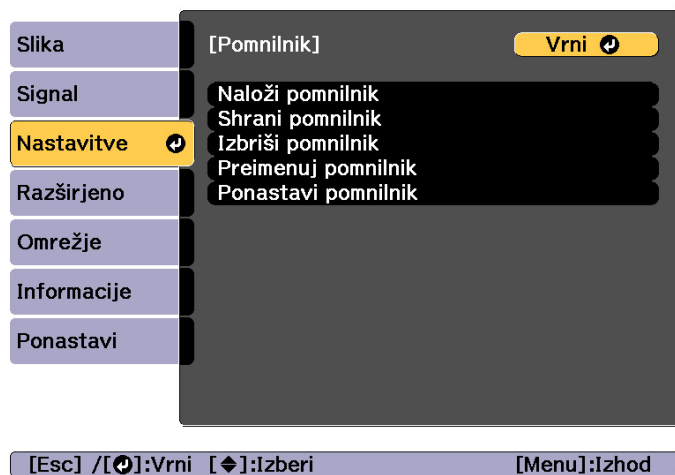 Slika
Signal
Nastavitve
Razširjeno
Omrežje
Informacije
Ponastavi
[Pomnilnik]
Vrni
Naloži pomnilnik
Shrani pomnilnik
Izbriši pomnilnik
Preimenuj pomnilnik
Ponastavi pomnilnik
[Esc] /[⏎]:Vrni [◆]:Izberi [Menu]:Izhod